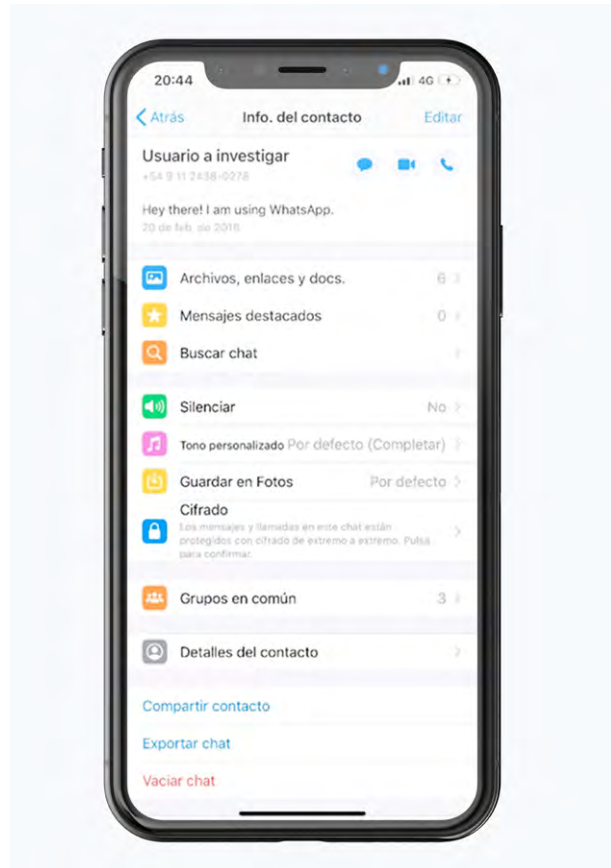 20:44
4G
Atrás
Info. del contacto
Editar
Usuario a investigar
+54 9 11 2438-0278
Hey there! I am using WhatsApp.
20 de feb. de 2016
Archivos, enlaces y docs. 6
Mensajes destacados 0
Buscar chat
Silenciar No
Tono personalizado Por defecto (Completar)
Guardar en Fotos Por defecto
Cifrado
Los mensajes y llamadas en este chat están
protegidos con cifrado de extremo a extremo. Pulsa
para confirmar.
Grupos en común 3
Detalles del contacto
Compartir contacto
Exportar chat
Vaciar chat